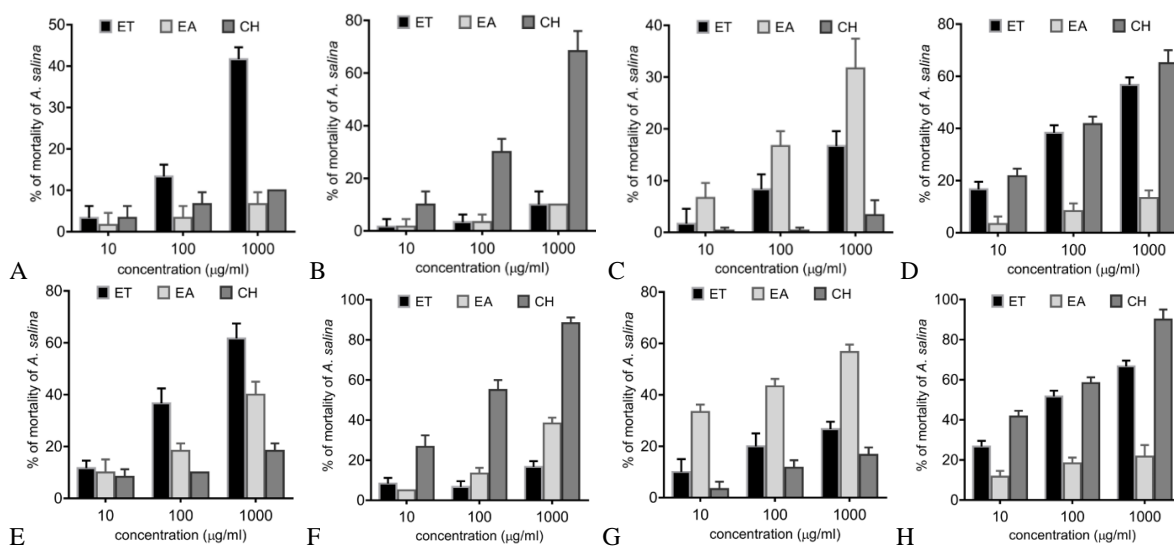 A
% of mortality of A. salina
50
40
30
20
10
0
ET EA CH
10 100 1000
concentration (μg/ml)
B
% of mortality of A. salina
80
60
40
20
0
ET EA CH
10 100 1000
concentration (μg/ml)
C
% of mortality of A. salina
40
30
20
10
0
ET EA CH
10 100 1000
concentration (μg/ml)
D
% of mortality of A. salina
80
60
40
20
0
ET EA CH
10 100 1000
concentration (μg/ml)
E
% of mortality of A. salina
80
60
40
20
0
ET EA CH
10 100 1000
concentration (μg/ml)
F
% of mortality of A. salina
100
80
60
40
20
0
ET EA CH
10 100 1000
concentration (μg/ml)
G
% of mortality of A. salina
80
60
40
20
0
ET EA CH
10 100 1000
concentration (μg/ml)
H
% of mortality of A. salina
100
80
60
40
20
0
ET EA CH
10 100 1000
concentration (μg/ml)